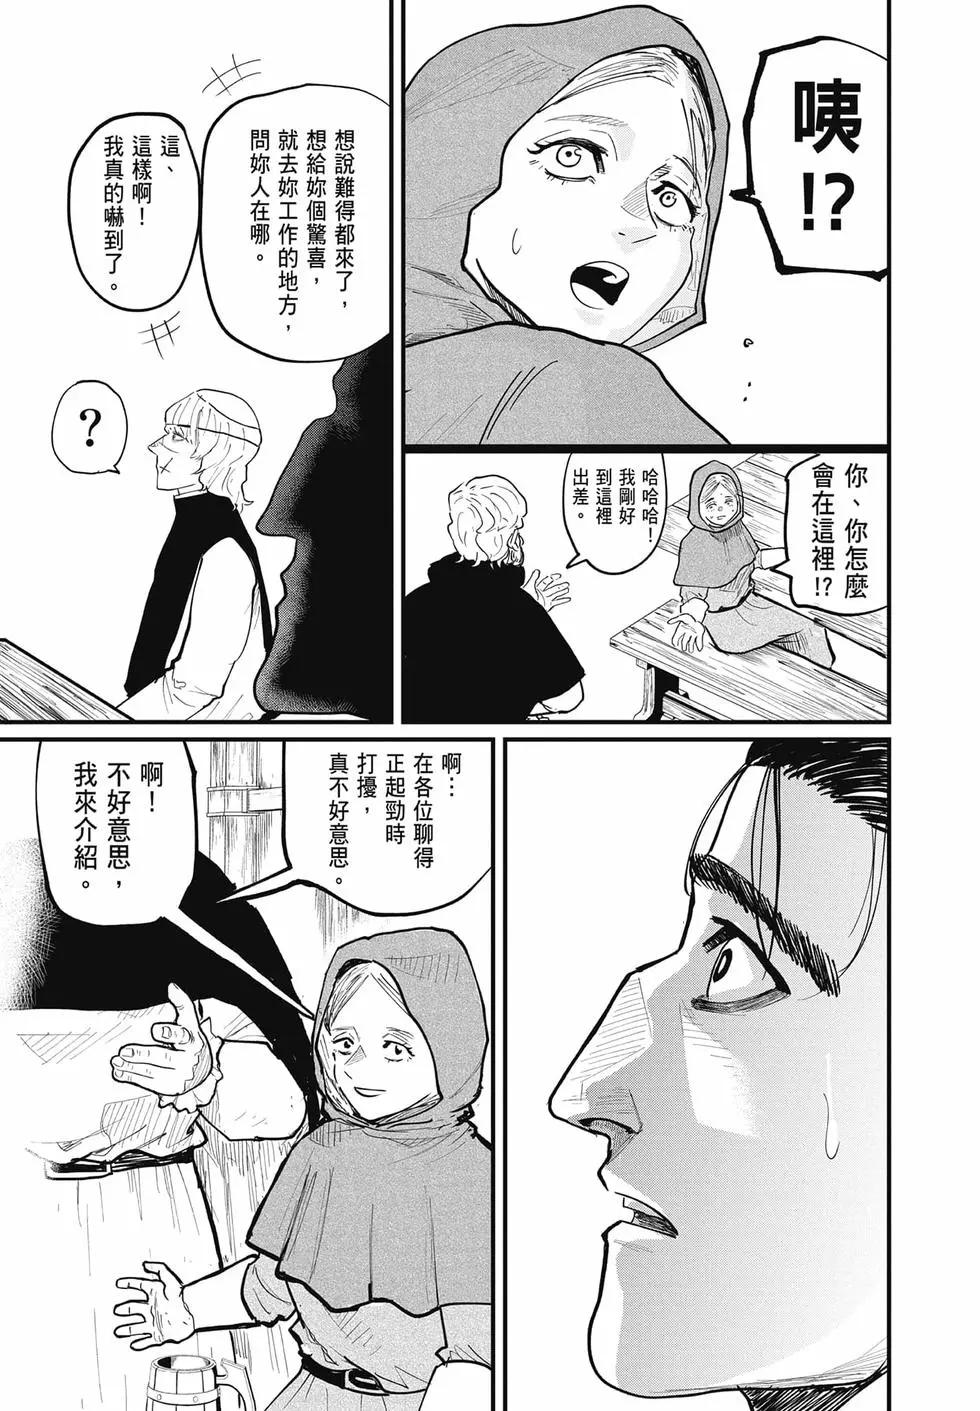 咦
!?
你、你怎麼
會在這裡!?
哈哈哈！
我剛好
到這裡
出差。
想說難得都來了，
想給妳個驚喜，
就去妳工作的地方，
問妳人在哪。
這、
這樣啊！
我真的嚇到了。
？
啊…
在各位聊得
正起勁時
打擾，
真不好意思。
啊！
不好意思，
我來介紹。